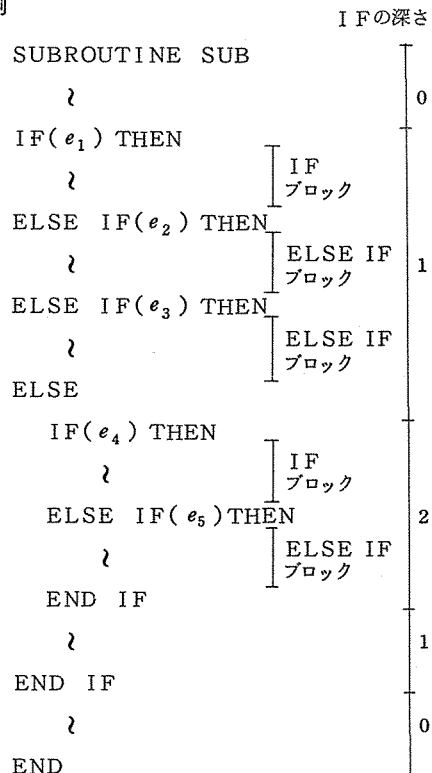 例
IFの深さ
SUBROUTINE SUB
≀
0
IF(e₁) THEN
≀
IF
ブロック
ELSE IF(e₂) THEN
≀
ELSE IF
ブロック
1
ELSE IF(e₃) THEN
≀
ELSE IF
ブロック
ELSE
IF(e₄) THEN
≀
IF
ブロック
ELSE IF(e₅)THEN
2
≀
ELSE IF
ブロック
END IF
≀
1
END IF
≀
0
END